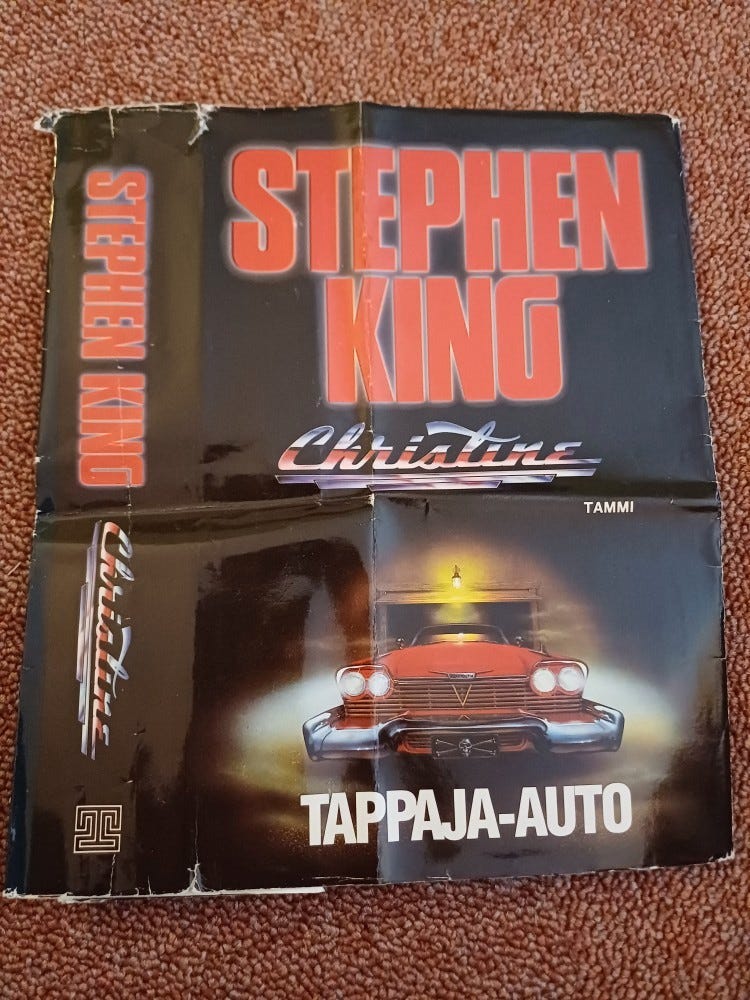 STEPHEN KING
Christine
STEPHEN
KING
Christine
TAMMI
TAPPAJA-AUTO